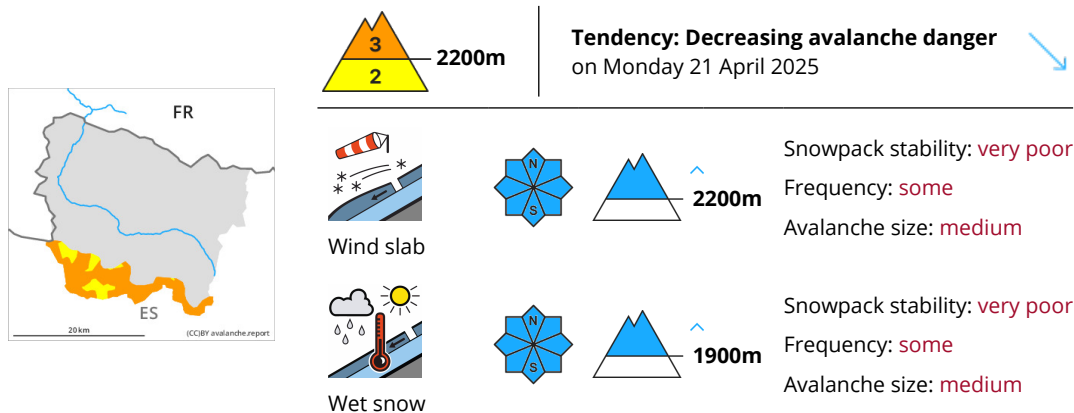 3
2
2200m
Tendency: Decreasing avalanche danger
on Monday 21 April 2025
FR
ES
20 km
(CC)BY avalanche.report
N
S
2200m
Wind slab
Snowpack stability: very poor
Frequency: some
Avalanche size: medium
N
S
1900m
Wet snow
Snowpack stability: very poor
Frequency: some
Avalanche size: medium